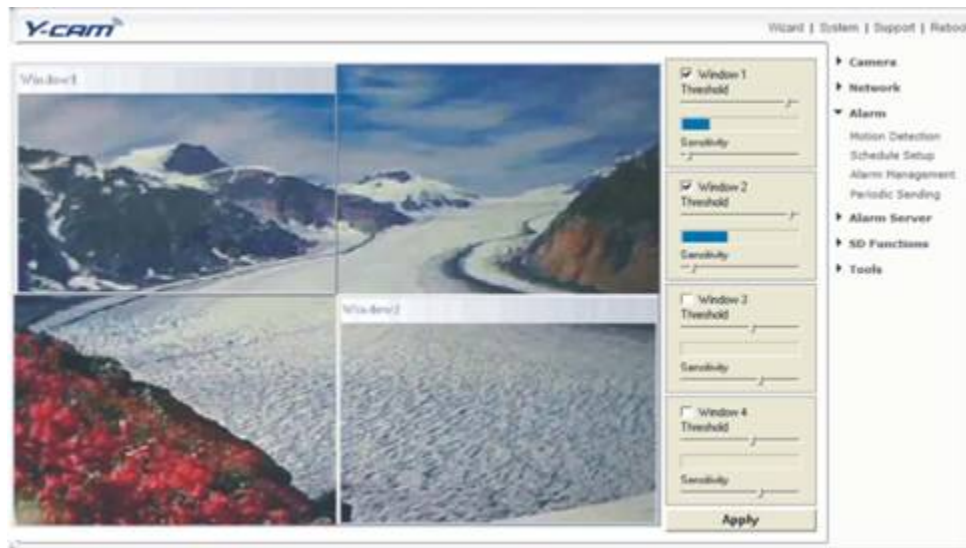 Y-cam
Wizard | System | Support | Reboot
Window1
Window2
Window 1
Threshold
Sensitivity
Window 2
Threshold
Sensitivity
Window 3
Threshold
Sensitivity
Window 4
Threshold
Sensitivity
Apply
Camera
Network
Alarm
Motion Detection
Schedule Setup
Alarm Management
Periodic Sending
Alarm Server
SD Functions
Tools